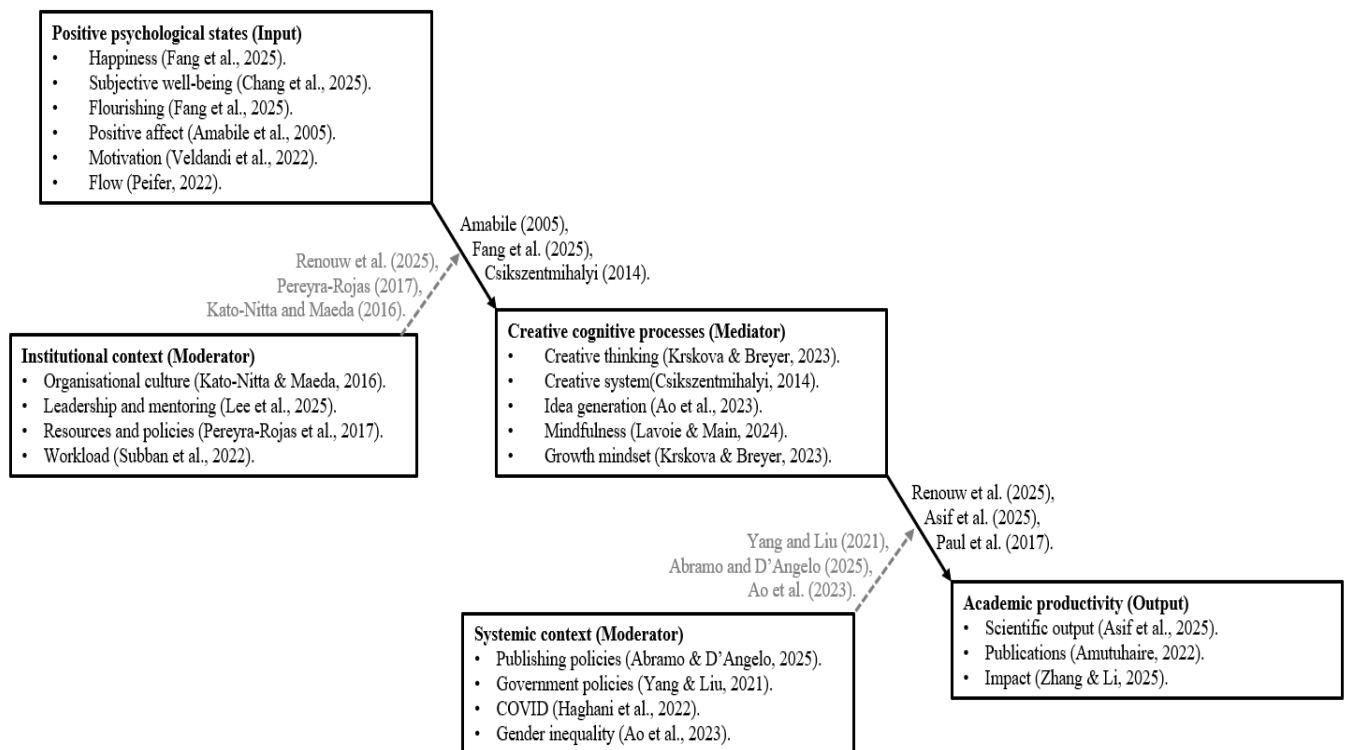 Positive psychological states (Input)
• Happiness (Fang et al., 2025).
• Subjective well-being (Chang et al., 2025).
• Flourishing (Fang et al., 2025).
• Positive affect (Amabile et al., 2005).
• Motivation (Veldandi et al., 2022).
• Flow (Peifer, 2022).
Amabile (2005),
Fang et al. (2025),
Csikszentmihalyi (2014).
Renouw et al. (2025),
Pereyra-Rojas (2017),
Kato-Nitta and Maeda (2016).
Institutional context (Moderator)
• Organisational culture (Kato-Nitta & Maeda, 2016).
• Leadership and mentoring (Lee et al., 2025).
• Resources and policies (Pereyra-Rojas et al., 2017).
• Workload (Subban et al., 2022).
Creative cognitive processes (Mediator)
• Creative thinking (Krskova & Breyer, 2023).
• Creative system(Csikszentmihalyi, 2014).
• Idea generation (Ao et al., 2023).
• Mindfulness (Lavoie & Main, 2024).
• Growth mindset (Krskova & Breyer, 2023).
Renouw et al. (2025),
Asif et al. (2025),
Paul et al. (2017).
Yang and Liu (2021),
Abramo and D’Angelo (2025),
Ao et al. (2023).
Systemic context (Moderator)
• Publishing policies (Abramo & D’Angelo, 2025).
• Government policies (Yang & Liu, 2021).
• COVID (Haghani et al., 2022).
• Gender inequality (Ao et al., 2023).
Academic productivity (Output)
• Scientific output (Asif et al., 2025).
• Publications (Amutuhaire, 2022).
• Impact (Zhang & Li, 2025).